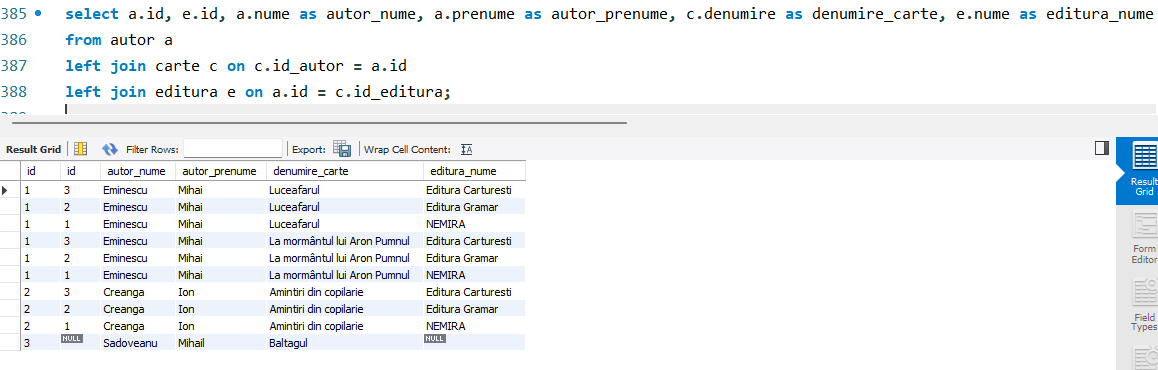 385 select a.id, e.id, a.nume as autor_nume, a.prenume as autor_prenume, c.denumire as denumire_carte, e.nume as editura_nume
386 from autor a
387 left join carte c on c.id_autor = a.id
388 left join editura e on a.id = c.id_editura;
Result Grid Filter Rows: Export: Wrap Cell Content: IA
id id autor_nume autor_prenume denumire_carte editura_nume
1 3 Eminescu Mihai Luceafarul Editura Carturesti
1 2 Eminescu Mihai Luceafarul Editura Gramar
1 1 Eminescu Mihai Luceafarul NEMIRA
1 3 Eminescu Mihai La mormântul lui Aron Pumnul Editura Carturesti
1 2 Eminescu Mihai La mormântul lui Aron Pumnul Editura Gramar
1 1 Eminescu Mihai La mormântul lui Aron Pumnul NEMIRA
2 3 Creanga Ion Amintiri din copilarie Editura Carturesti
2 2 Creanga Ion Amintiri din copilarie Editura Gramar
2 1 Creanga Ion Amintiri din copilarie NEMIRA
3 NULL Sadoveanu Mihail Baltagul NULL
Result
Grid
Form
Editor
Field
Types